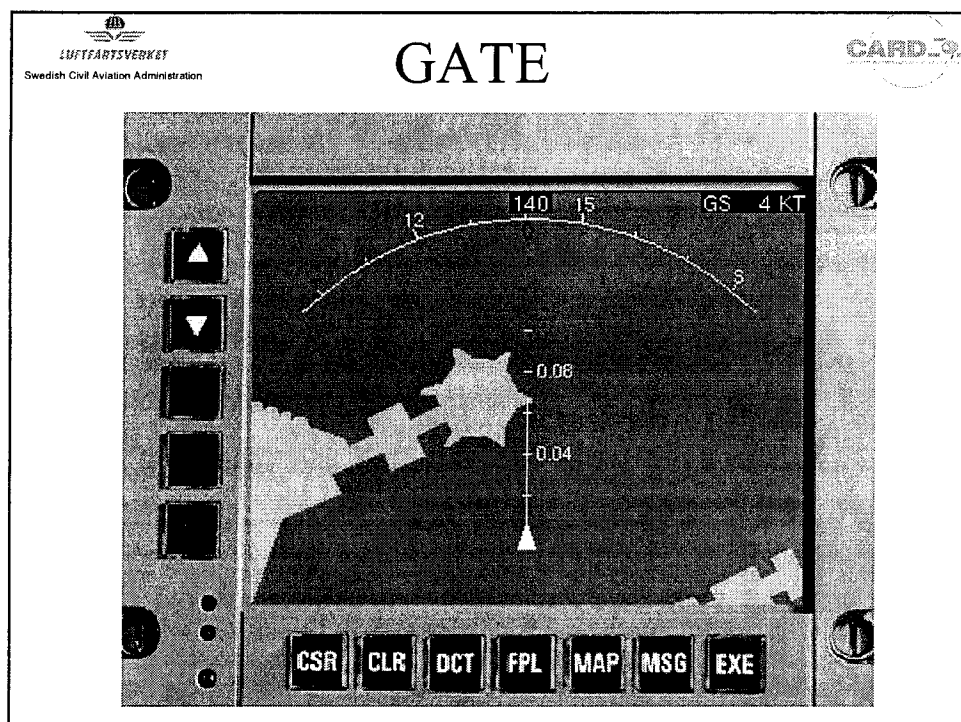 LUFTFARTSVERKET
Swedish Civil Aviation Administration
GATE
12
140
15
GS 4 KT
S
0.06
0.04
CSR
CLR
DCT
FPL
MAP
MSG
EXE